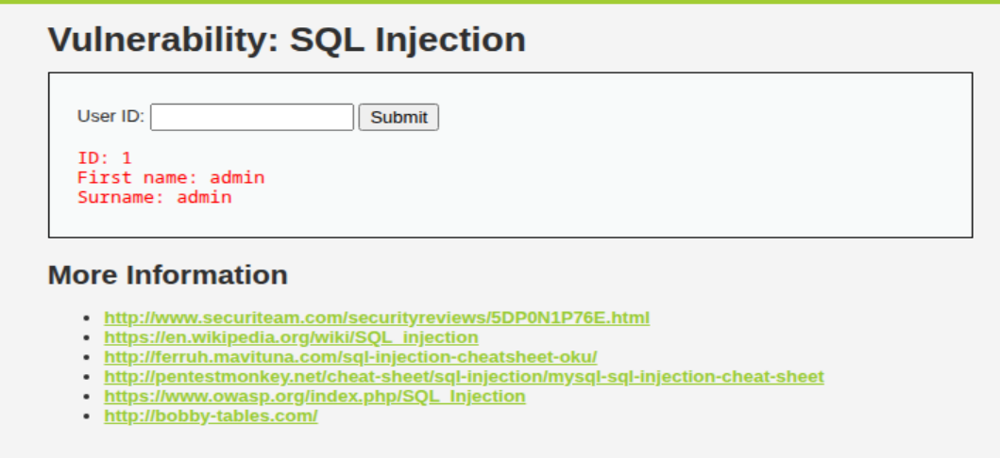 Vulnerability: SQL Injection
User ID: Submit
ID: 1
First name: admin
Surname: admin
More Information
http://www.securiteam.com/securityreviews/5DP0N1P76E.html
https://en.wikipedia.org/wiki/SQL_injection
http://ferruh.mavituna.com/sql-injection-cheatsheet-oku/
http://pentestmonkey.net/cheat-sheet/sql-injection/mysql-sql-injection-cheat-sheet
https://www.owasp.org/index.php/SQL_Injection
http://bobby-tables.com/